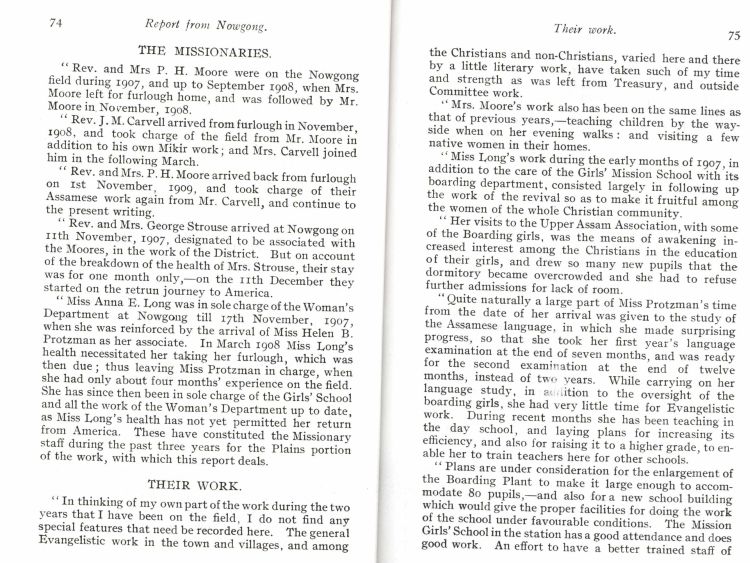 74
Report from Nowgong.
THE MISSIONARIES.
“ Rev. and Mrs P. H. Moore were on the Nowgong
field during 1907, and up to September 1908, when Mrs.
Moore left for furlough home, and was followed by Mr.
Moore in November, 1908.
“ Rev. J. M. Carvell arrived from furlough in November,
1908, and took charge of the field from Mr. Moore in
addition to his own Mikir work ; and Mrs. Carvell joined
him in the following March.
“ Rev. and Mrs. P. H. Moore arrived back from furlough
on 1st November, 1909, and took charge of their
Assamese work again from Mr. Carvell, and continue to
the present writing.
“ Rev. and Mrs. George Strouse arrived at Nowgong on
11th November, 1907, designated to be associated with
the Moores, in the work of the District. But on account
of the breakdown of the health of Mrs. Strouse, their stay
was for one month only,—on the 11th December they
started on the retrun journey to America.
“ Miss Anna E. Long was in sole charge of the Woman's
Department at Nowgong till 17th November, 1907,
when she was reinforced by the arrival of Miss Helen B.
Protzman as her associate. In March 1908 Miss Long's
health necessitated her taking her furlough, which was
then due ; thus leaving Miss Protzman in charge, when
she had only about four months' experience on the field.
She has since then been in sole charge of the Girls' School
and all the work of the Woman's Department up to date,
as Miss Long's health has not yet permitted her return
from America. These have constituted the Missionary
staff during the past three years for the Plains portion
of the work, with which this report deals.
THEIR WORK.
“ In thinking of my own part of the work during the two
years that I have been on the field, I do not find any
special features that need be recorded here. The general
Evangelistic work in the town and villages, and among
Their work.
75
the Christians and non-Christians, varied here and there
by a little literary work, have taken such of my time
and strength as was left from Treasury, and outside
Committee work.
“ Mrs. Moore's work also has been on the same lines as
that of previous years,—teaching children by the way-
side when on her evening walks : and visiting a few
native women in their homes.
“ Miss Long's work during the early months of 1907, in
addition to the care of the Girls' Mission School with its
boarding department, consisted largely in following up
the work of the revival so as to make it fruitful among
the women of the whole Christian community.
“ Her visits to the Upper Assam Association, with some
of the Boarding girls, was the means of awakening in-
creased interest among the Christians in the education
of their girls, and drew so many new pupils that the
dormitory became overcrowded and she had to refuse
further admissions for lack of room.
“ Quite naturally a large part of Miss Protzman's time
from the date of her arrival was given to the study of
the Assamese language, in which she made surprising
progress, so that she took her first year's language
examination at the end of seven months, and was ready
for the second examination at the end of twelve
months, instead of two years. While carrying on her
language study, in addition to the oversight of the
boarding girls, she had very little time for Evangelistic
work. During recent months she has been teaching in
the day school, and laying plans for increasing its
efficiency, and also for raising it to a higher grade, to en-
able her to train teachers here for other schools.
“ Plans are under consideration for the enlargement of
the Boarding Plant to make it large enough to accom-
modate 80 pupils,—and also for a new school building
which would give the proper facilities for doing the work
of the school under favourable conditions. The Mission
Girls' School in the station has a good attendance and does
good work. An effort to have a better trained staff of